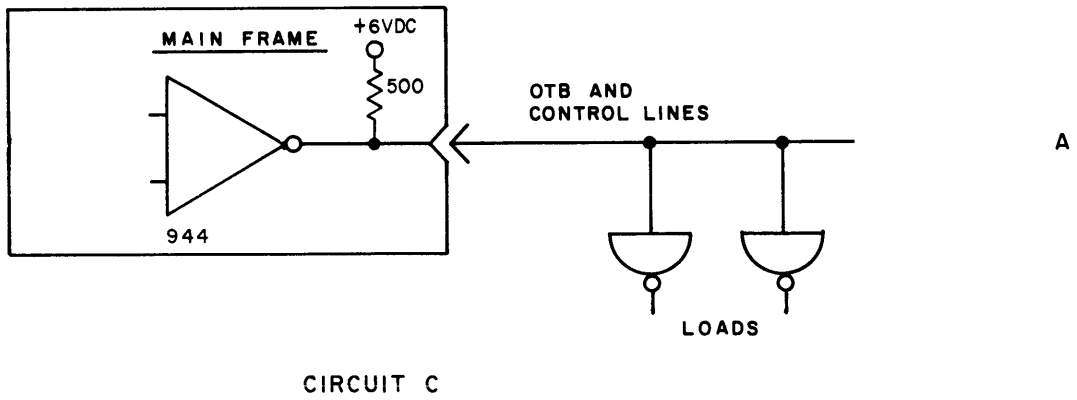 +6VDC
MAIN FRAME
500
OTB AND
CONTROL LINES
A
944
LOADS
CIRCUIT C